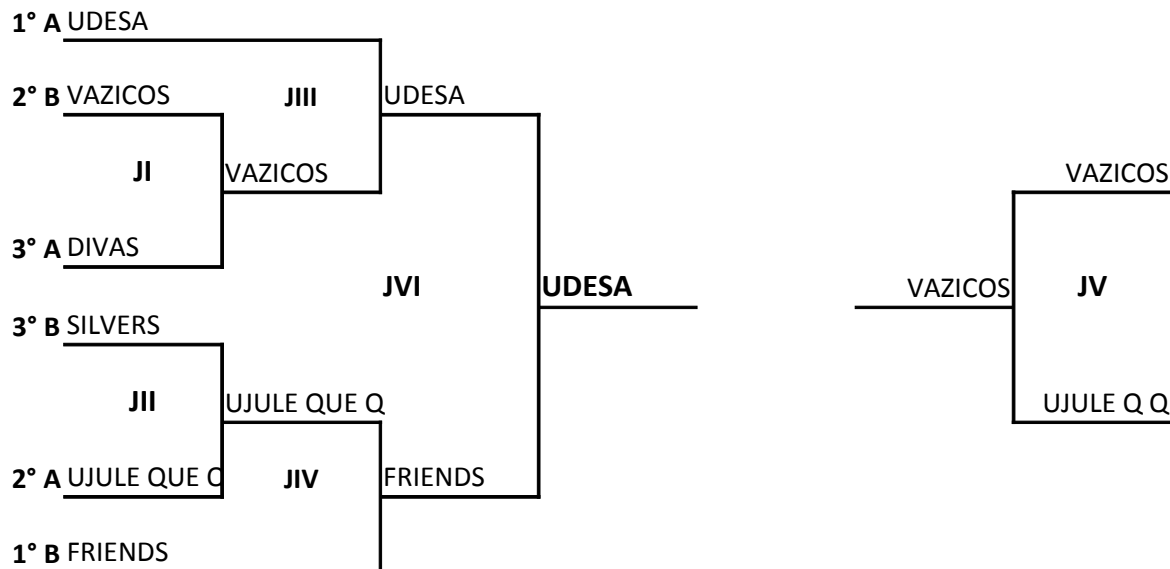 1° A UDESA
2° B VAZICOS JIII UDESA
JI VAZICOS VAZICOS
3° A DIVAS
JVI UDESA VAZICOS JV
3° B SILVERS
JII UJULE QUE Q UJULE Q Q
2° A UJULE QUE JIV FRIENDS
1° B FRIENDS